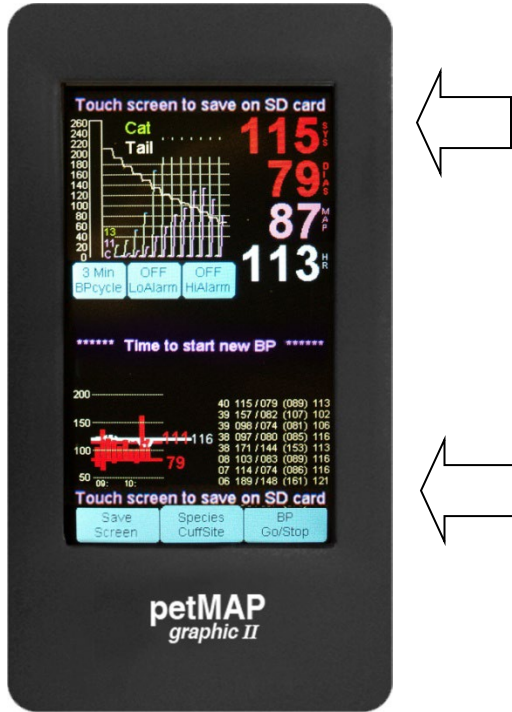 Touch screen to save on SD card
260
240
220
200
180
160
140
120
100
80
60
40
20
0
Cat
Tail
13
11
C
115 SYS
79 DIAS
87 MAP
113 HR
3 Min BPcycle
OFF LoAlarm
OFF HiAlarm
****** Time to start new BP ******
200
150
100
50
09: 10:
111 116
79
40 115/079 (089) 113
39 157/082 (107) 102
39 098/074 (081) 106
38 097/080 (085) 116
38 171/144 (153) 113
08 103/083 (089) 116
07 114/074 (086) 116
06 189/148 (161) 121
Touch screen to save on SD card
Save Screen
Species CuffSite
BP Go/Stop
petMAP
graphic II